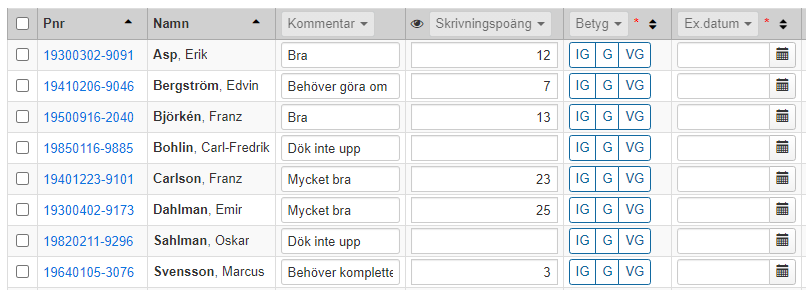 Pnr Namn Kommentar Skrivningspoäng Betyg * Ex.datum *
19300302-9091 Asp, Erik Bra 12 IG G VG
19410206-9046 Bergström, Edvin Behöver göra om 7 IG G VG
19500916-2040 Björkén, Franz Bra 13 IG G VG
19850116-9885 Bohlin, Carl-Fredrik Dök inte upp IG G VG
19401223-9101 Carlson, Franz Mycket bra 23 IG G VG
19300402-9173 Dahlman, Emir Mycket bra 25 IG G VG
19820211-9296 Sahlman, Oskar Dök inte upp IG G VG
19640105-3076 Svensson, Marcus Behöver komplette 3 IG G VG